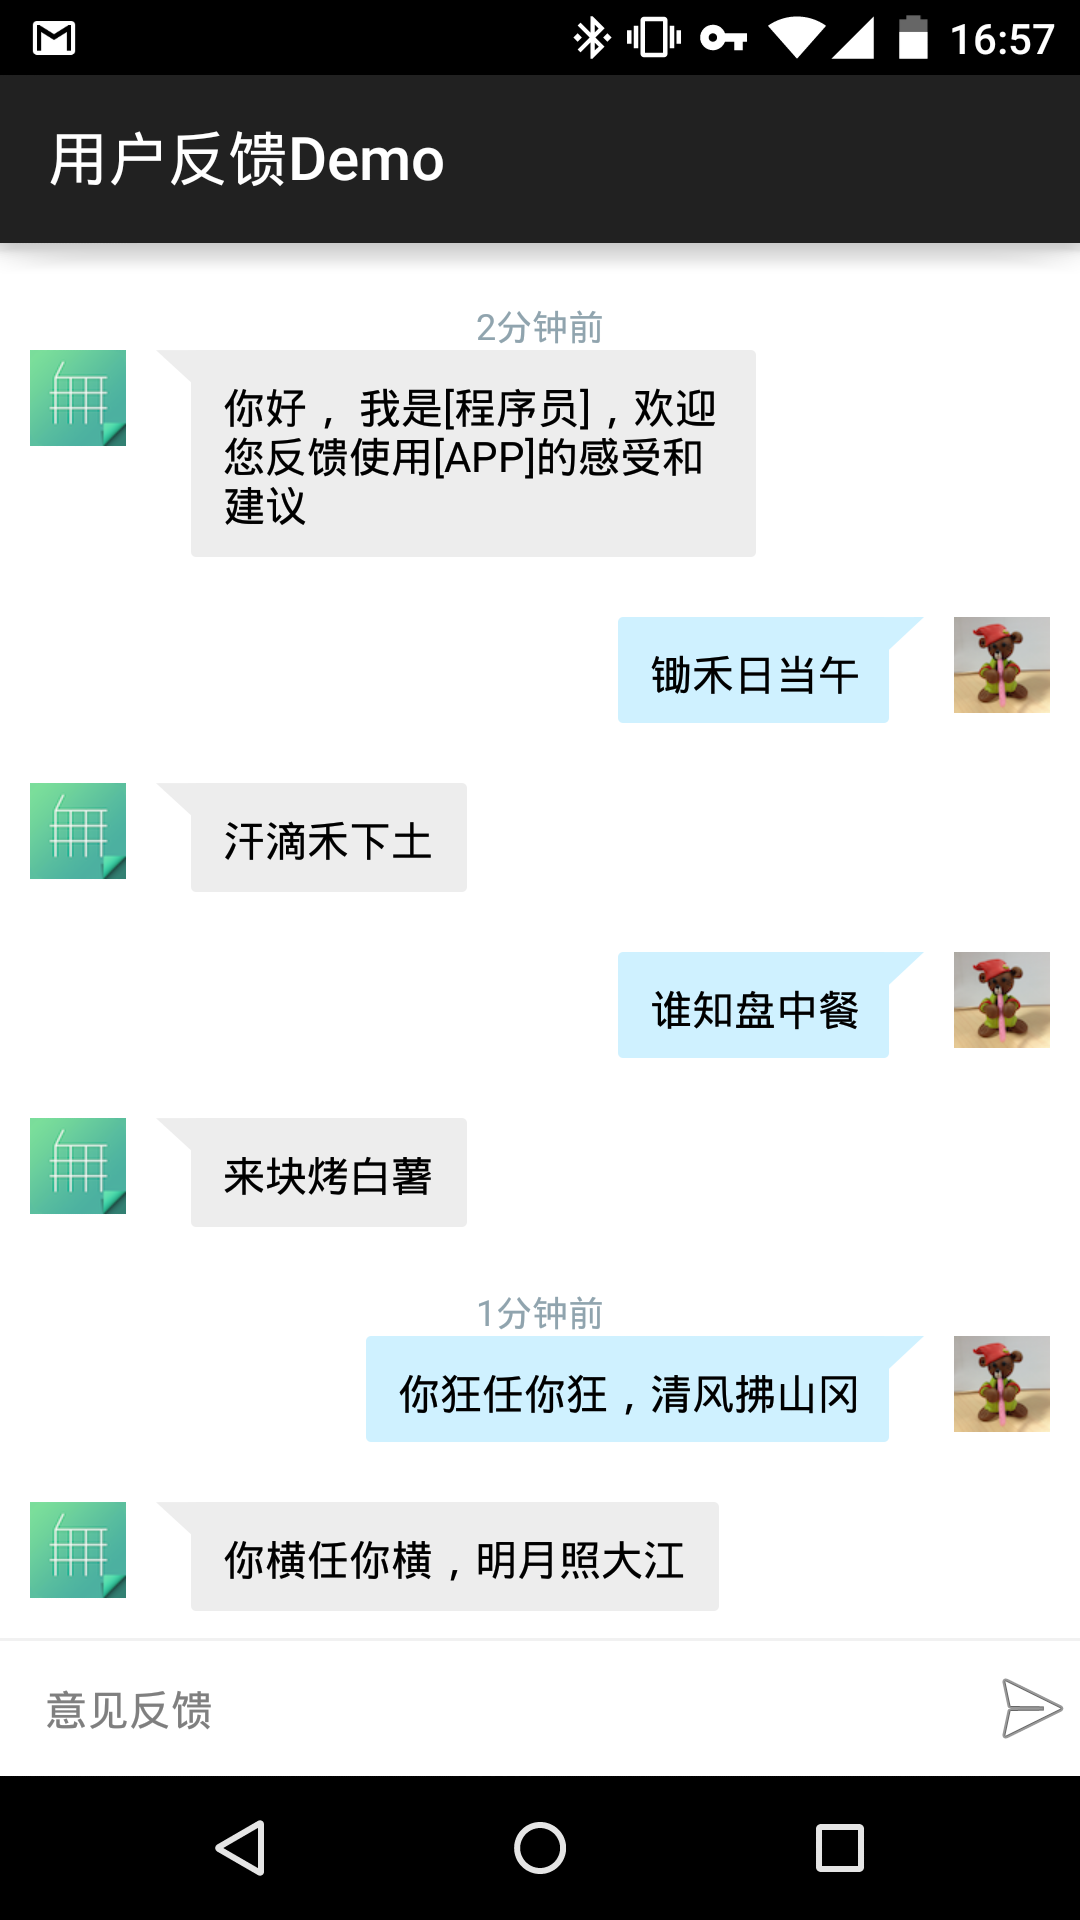 16:57
用户反馈Demo
2分钟前
你好， 我是[程序员]，欢迎
您反馈使用[APP]的感受和
建议
锄禾日当午
汗滴禾下土
谁知盘中餐
来块烤白薯
1分钟前
你狂任你狂，清风拂山冈
你横任你横，明月照大江
意见反馈